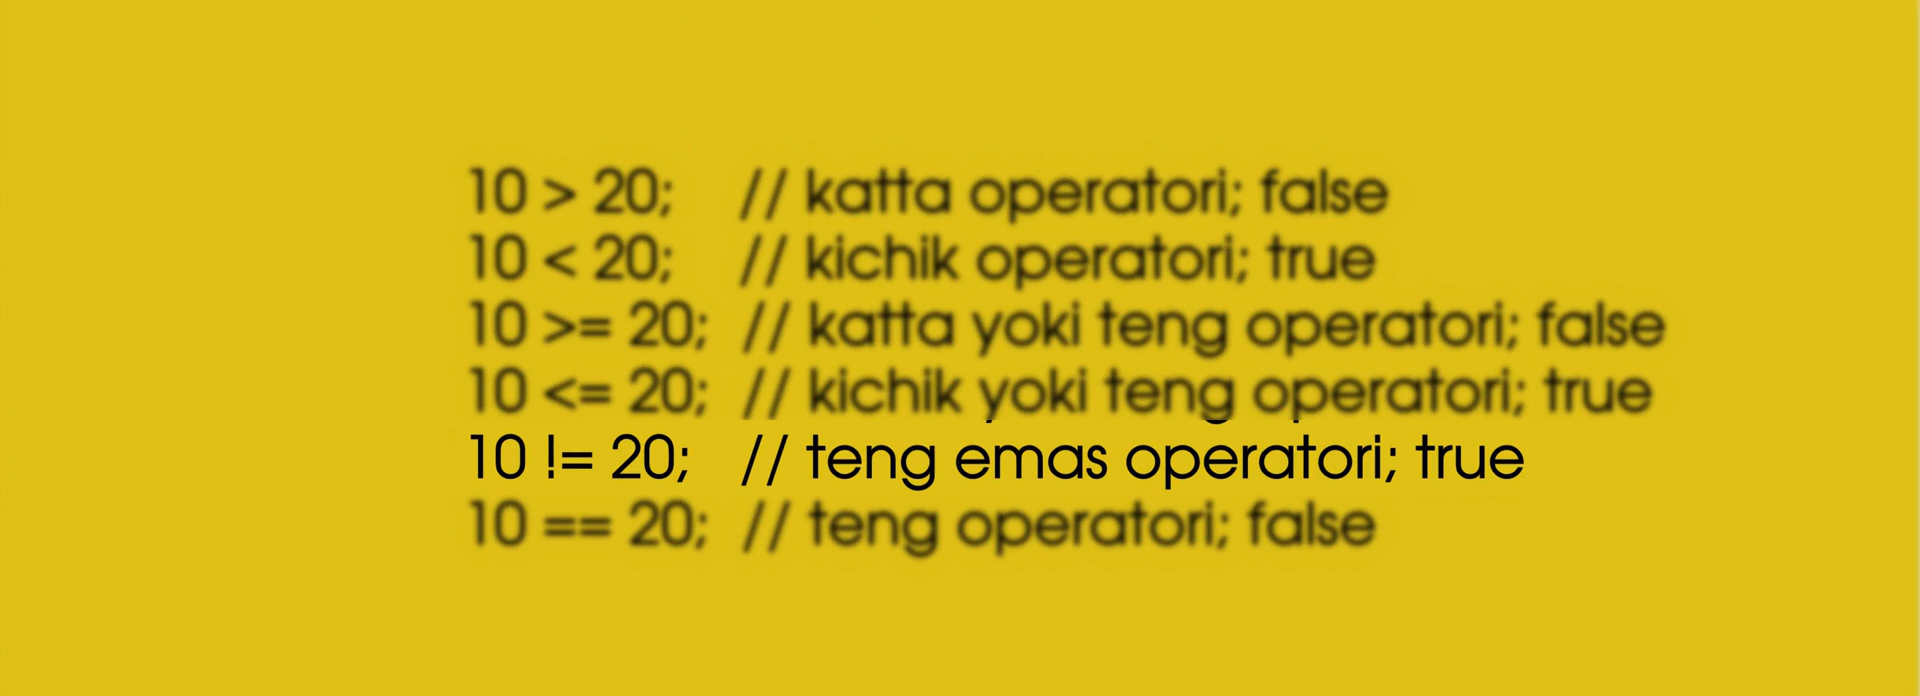 10 > 20; // katta operatori; false
10 < 20; // kichik operatori; true
10 >= 20; // katta yoki teng operatori; false
10 <= 20; // kichik yoki teng operatori; true
10 != 20; // teng emas operatori; true
10 == 20; // teng operatori; false